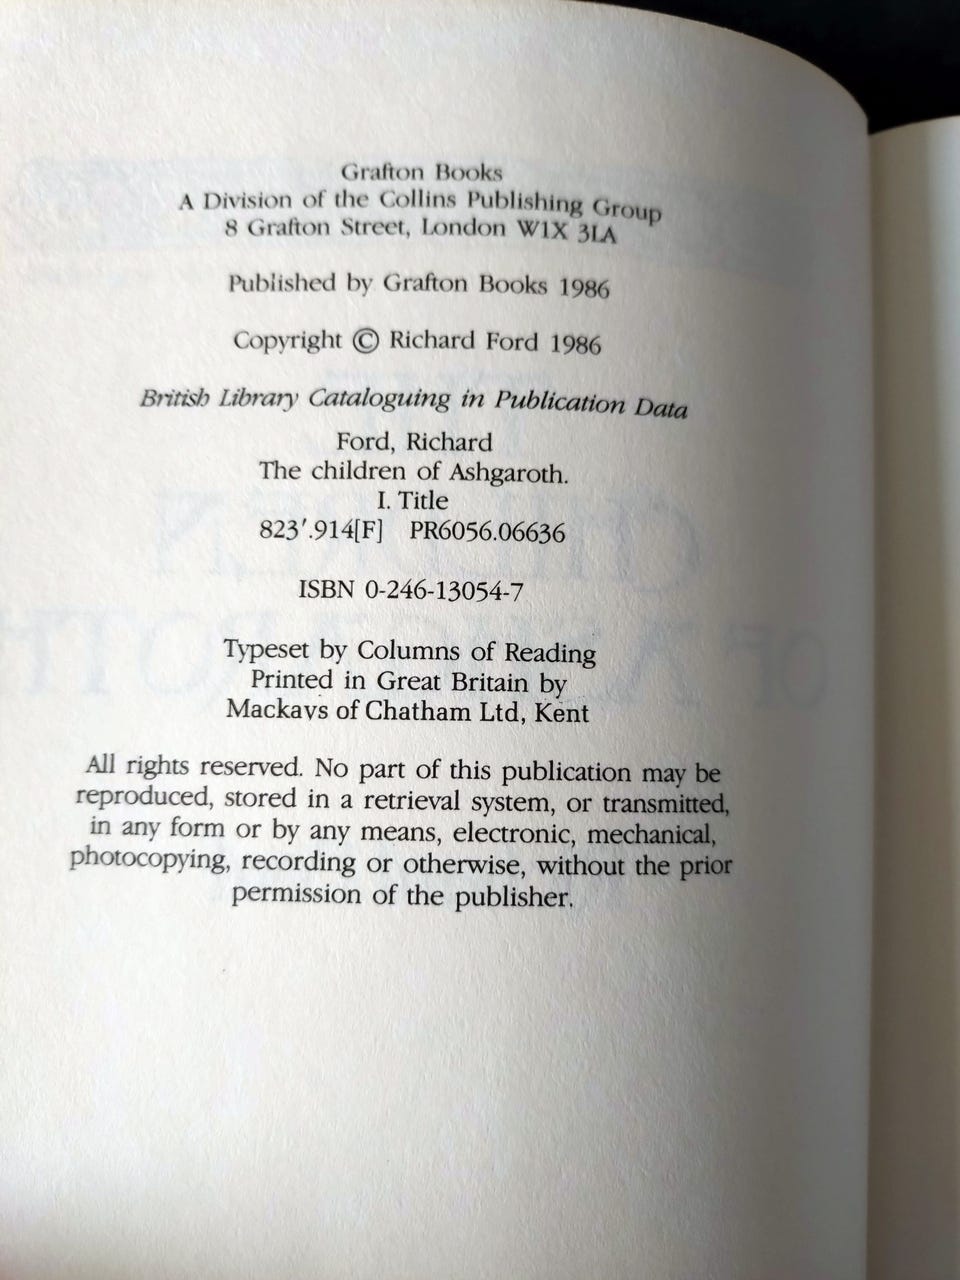 Grafton Books
A Division of the Collins Publishing Group
8 Grafton Street, London W1X 3LA
Published by Grafton Books 1986
Copyright © Richard Ford 1986
British Library Cataloguing in Publication Data
Ford, Richard
The children of Ashgaroth.
I. Title
823′.914[F] PR6056.06636
ISBN 0-246-13054-7
Typeset by Columns of Reading
Printed in Great Britain by
Mackays of Chatham Ltd, Kent
All rights reserved. No part of this publication may be
reproduced, stored in a retrieval system, or transmitted,
in any form or by any means, electronic, mechanical,
photocopying, recording or otherwise, without the prior
permission of the publisher.